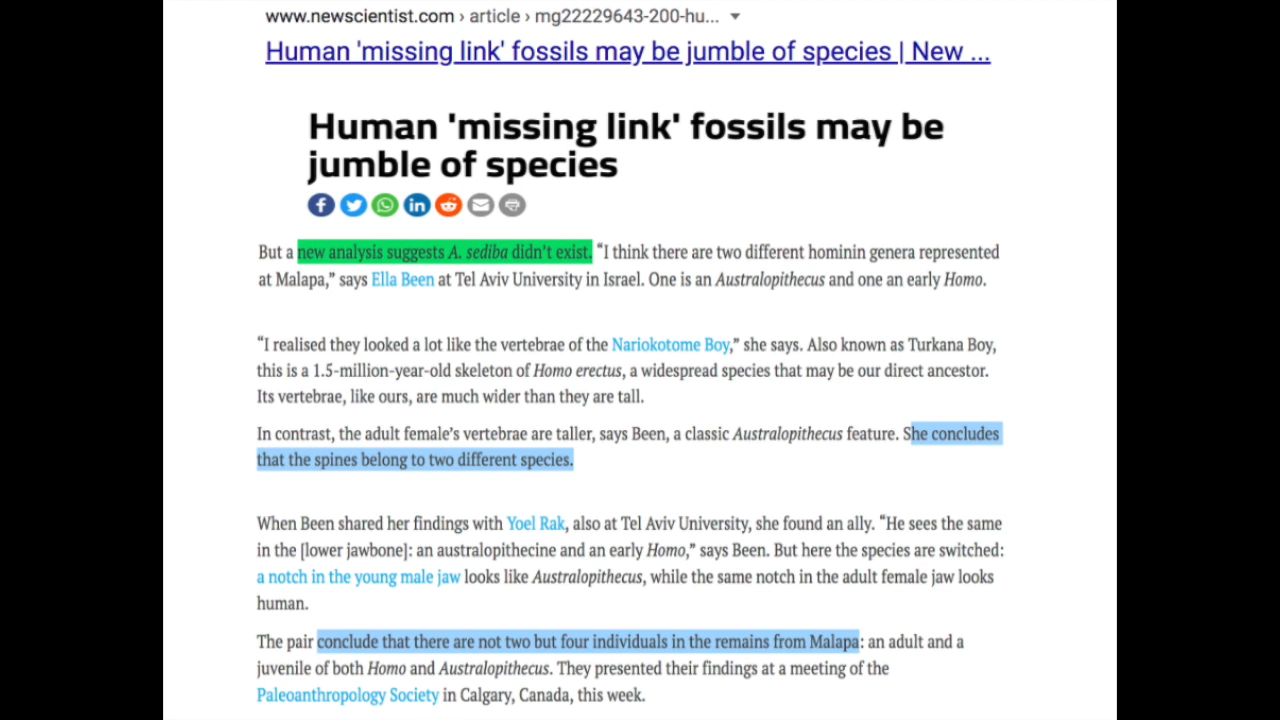 www.newscientist.com › article › mg22229643-200-hu...
Human 'missing link' fossils may be jumble of species | New ...
Human 'missing link' fossils may be
jumble of species
But a new analysis suggests A. sediba didn't exist. “I think there are two different hominin genera represented
at Malapa,” says Ella Been at Tel Aviv University in Israel. One is an Australopithecus and one an early Homo.
“I realised they looked a lot like the vertebrae of the Nariokotome Boy,” she says. Also known as Turkana Boy,
this is a 1.5-million-year-old skeleton of Homo erectus, a widespread species that may be our direct ancestor.
Its vertebrae, like ours, are much wider than they are tall.
In contrast, the adult female’s vertebrae are taller, says Been, a classic Australopithecus feature. She concludes
that the spines belong to two different species.
When Been shared her findings with Yoel Rak, also at Tel Aviv University, she found an ally. “He sees the same
in the [lower jawbone]: an australopithecine and an early Homo,” says Been. But here the species are switched:
a notch in the young male jaw looks like Australopithecus, while the same notch in the adult female jaw looks
human.
The pair conclude that there are not two but four individuals in the remains from Malapa: an adult and a
juvenile of both Homo and Australopithecus. They presented their findings at a meeting of the
Paleoanthropology Society in Calgary, Canada, this week.